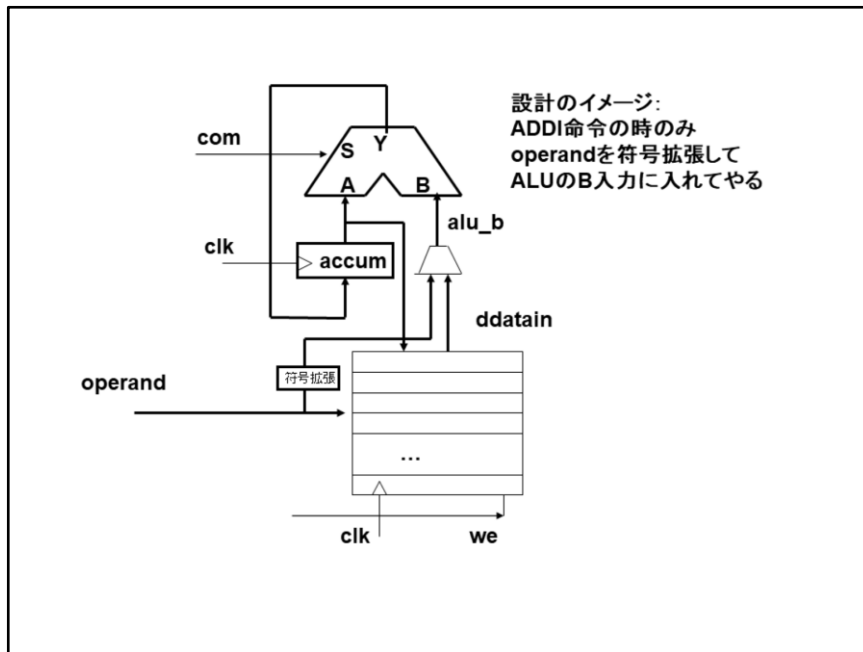 設計のイメージ:
ADDI命令の時のみ
operandを符号拡張して
ALUのB入力に入れてやる
com
S
Y
A
B
alu_b
clk
accum
ddatain
符号拡張
operand
...
clk
we